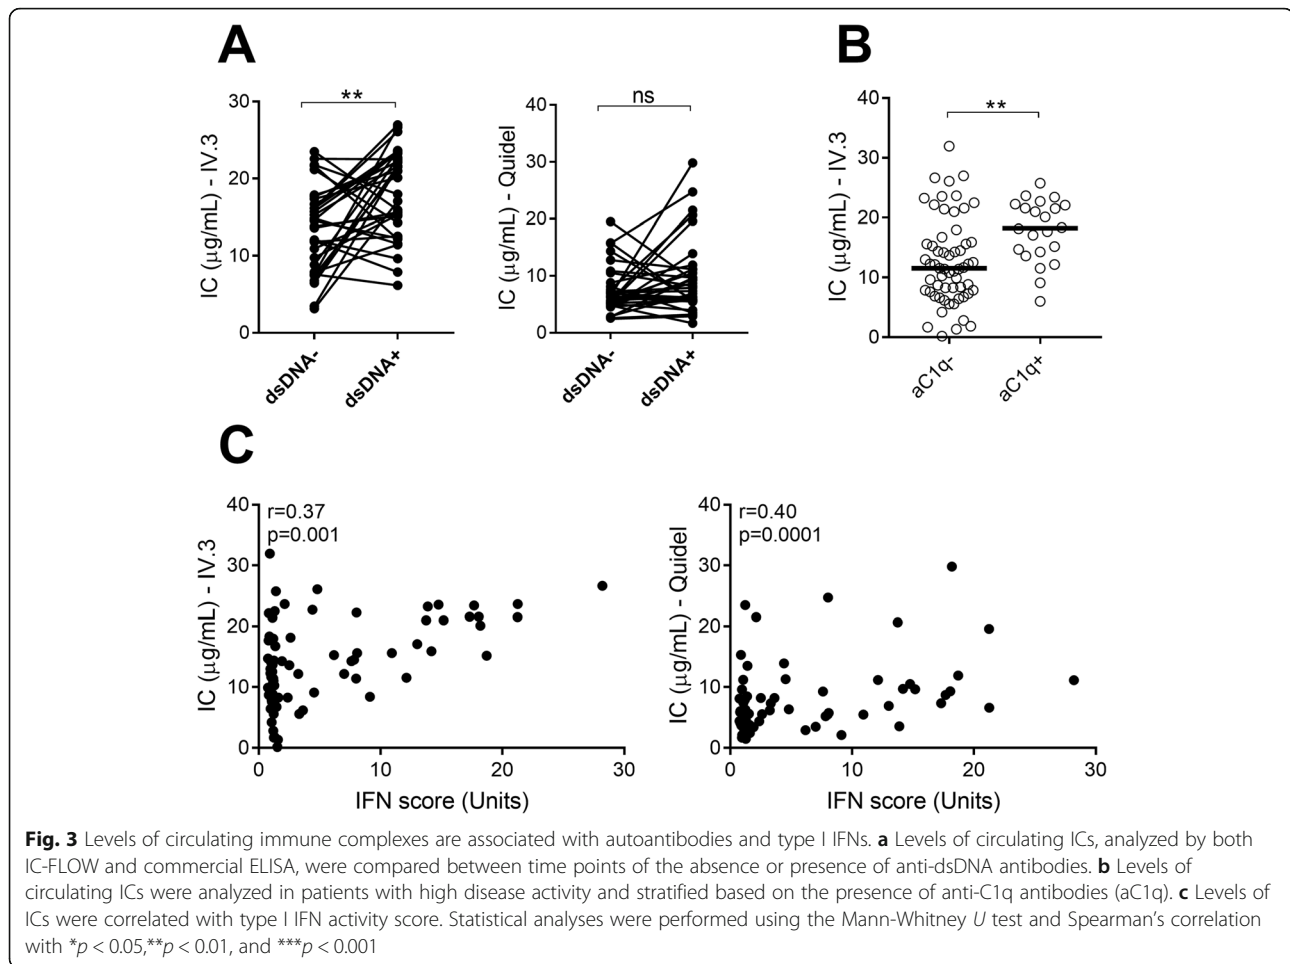 A
B
**
ns
**
IC (μg/mL) - IV.3
30
20
10
0
dsDNA-
dsDNA+
IC (μg/mL) - Quidel
40
30
20
10
0
dsDNA-
dsDNA+
IC (μg/mL) - IV.3
40
30
20
10
0
aC1q-
aC1q+
C
r=0.37
p=0.001
IC (μg/mL) - IV.3
40
30
20
10
0
0
10
20
30
IFN score (Units)
r=0.40
p=0.0001
IC (μg/mL) - Quidel
40
30
20
10
0
0
10
20
30
IFN score (Units)
Fig. 3 Levels of circulating immune complexes are associated with autoantibodies and type I IFNs. a Levels of circulating ICs, analyzed by both
IC-FLOW and commercial ELISA, were compared between time points of the absence or presence of anti-dsDNA antibodies. b Levels of
circulating ICs were analyzed in patients with high disease activity and stratified based on the presence of anti-C1q antibodies (aC1q). c Levels of
ICs were correlated with type I IFN activity score. Statistical analyses were performed using the Mann-Whitney U test and Spearman's correlation
with *p < 0.05,**p < 0.01, and ***p < 0.001